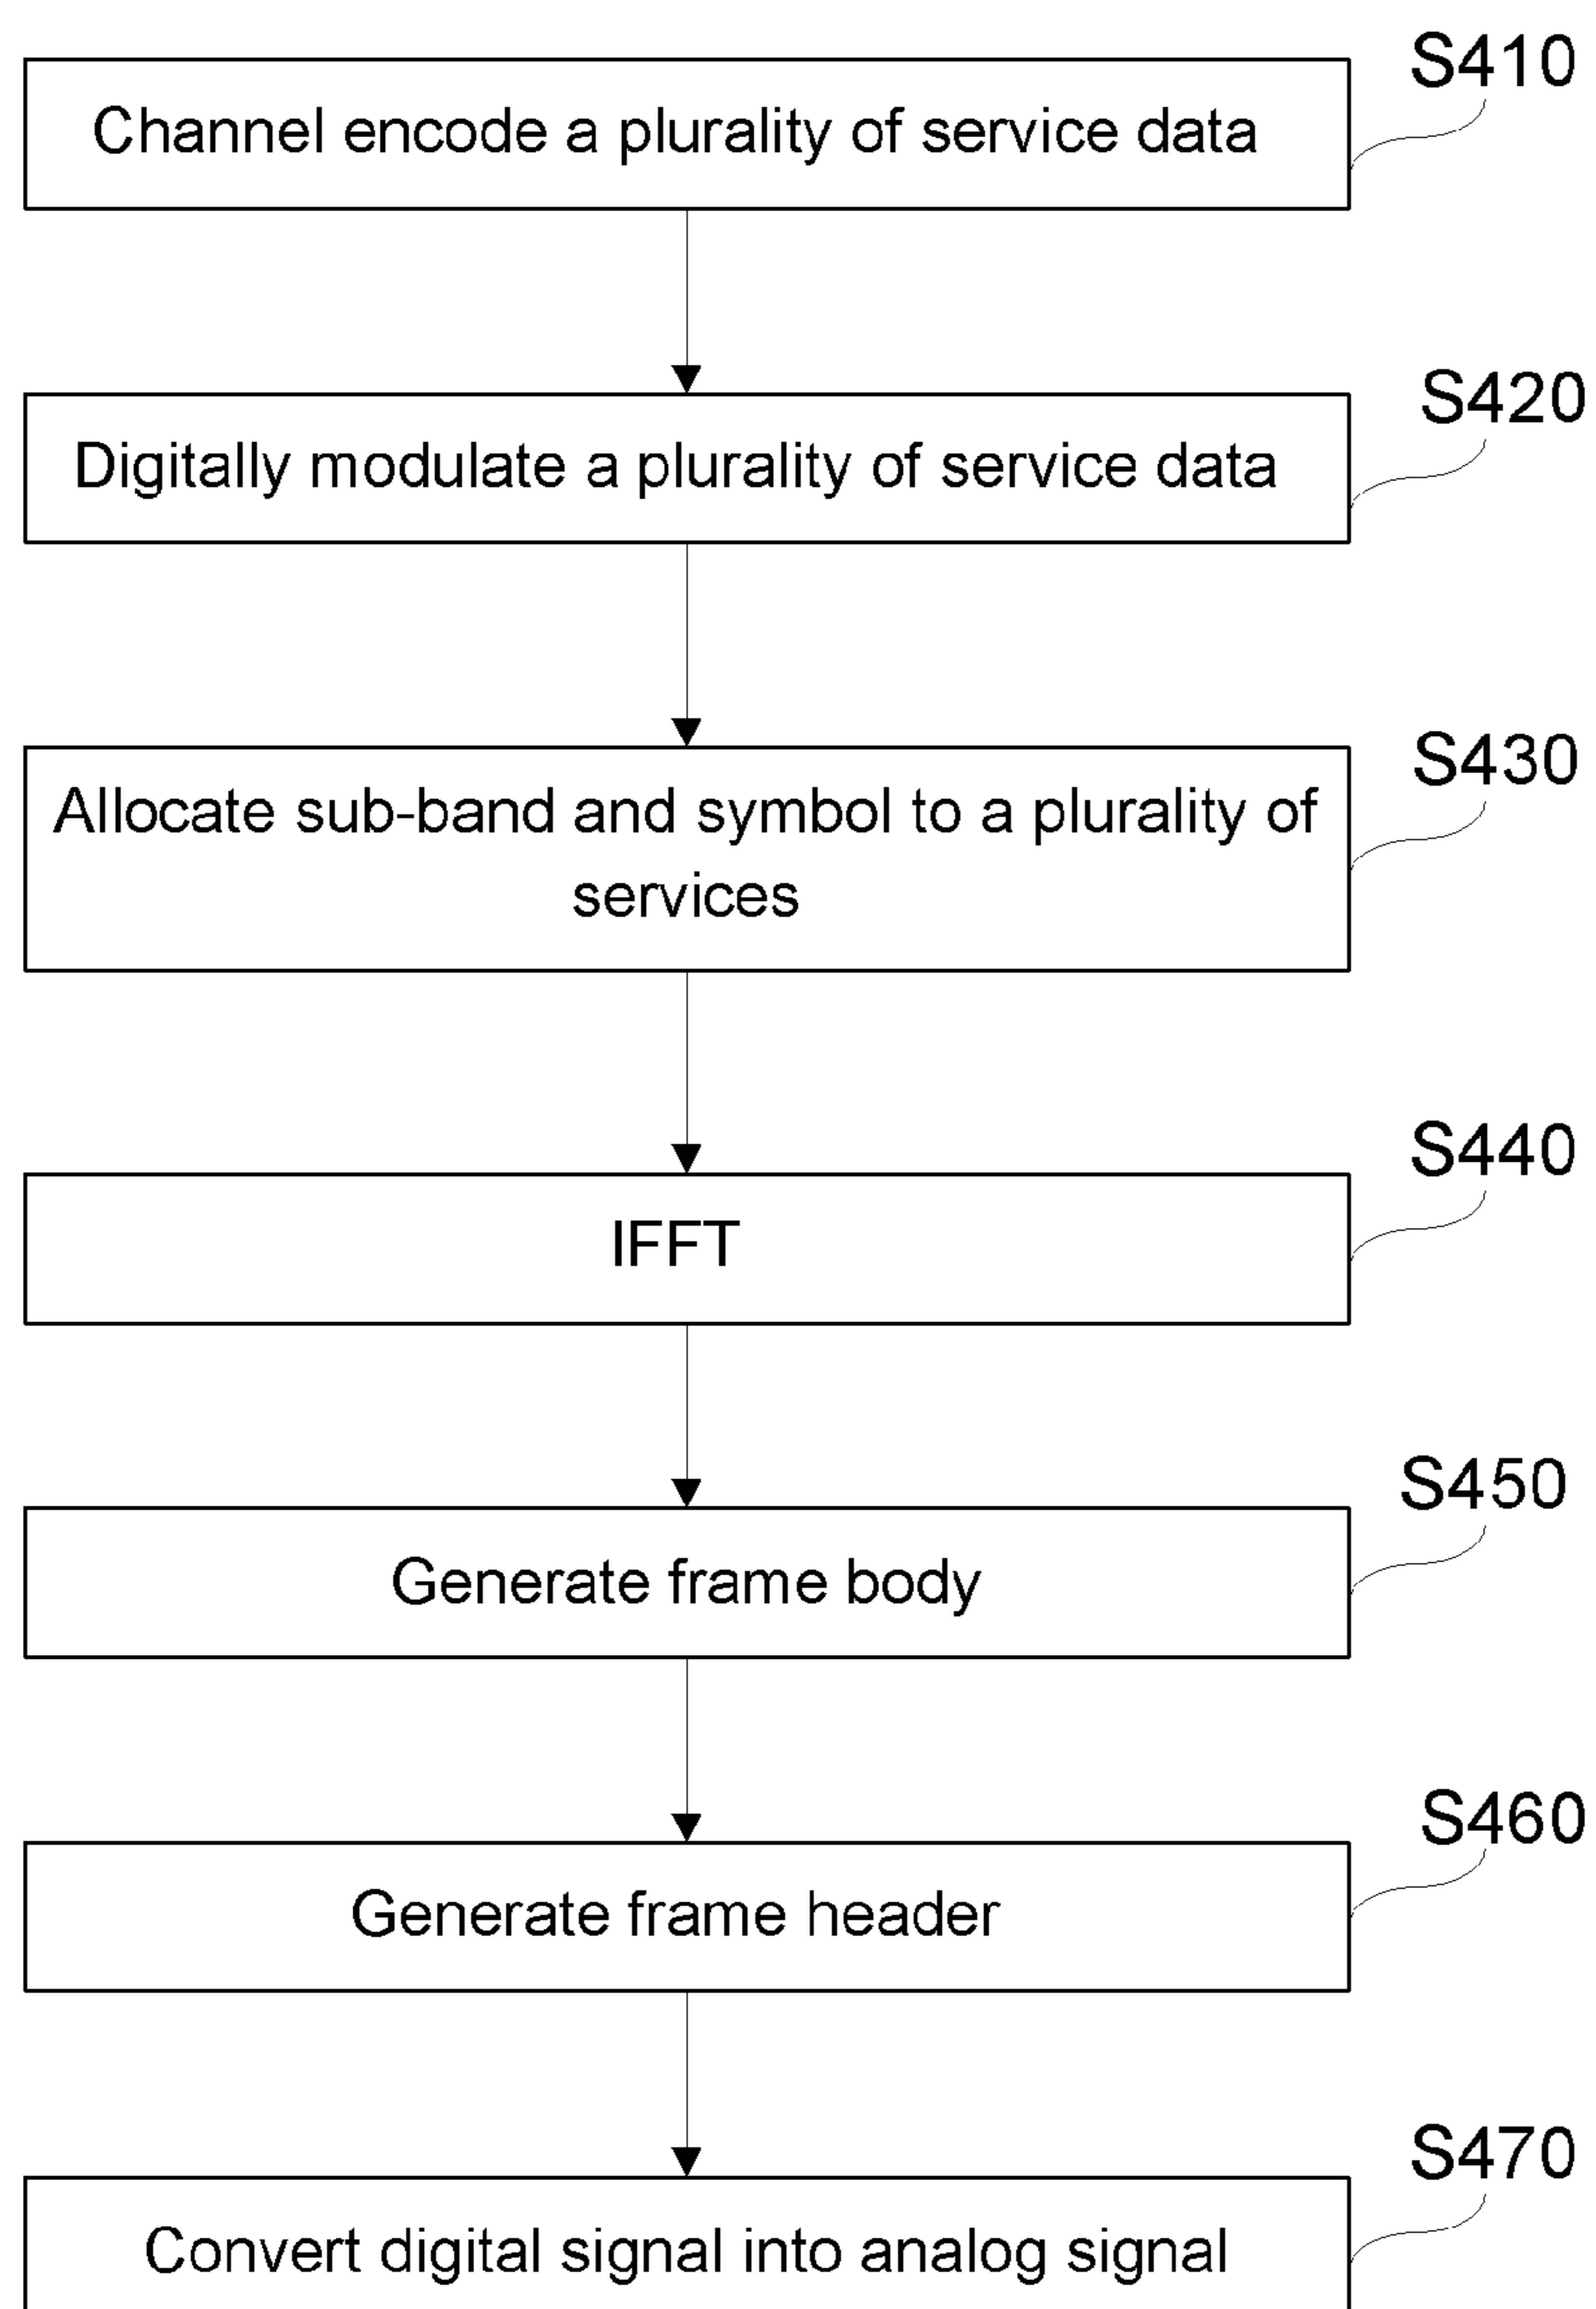 S410
Channel encode a plurality of service data
S420
Digitally modulate a plurality of service data
S430
Allocate sub-band and symbol to a plurality of
services
S440
IFFT
S450
Generate frame body
S460
Generate frame header
S470
Convert digital signal into analog signal